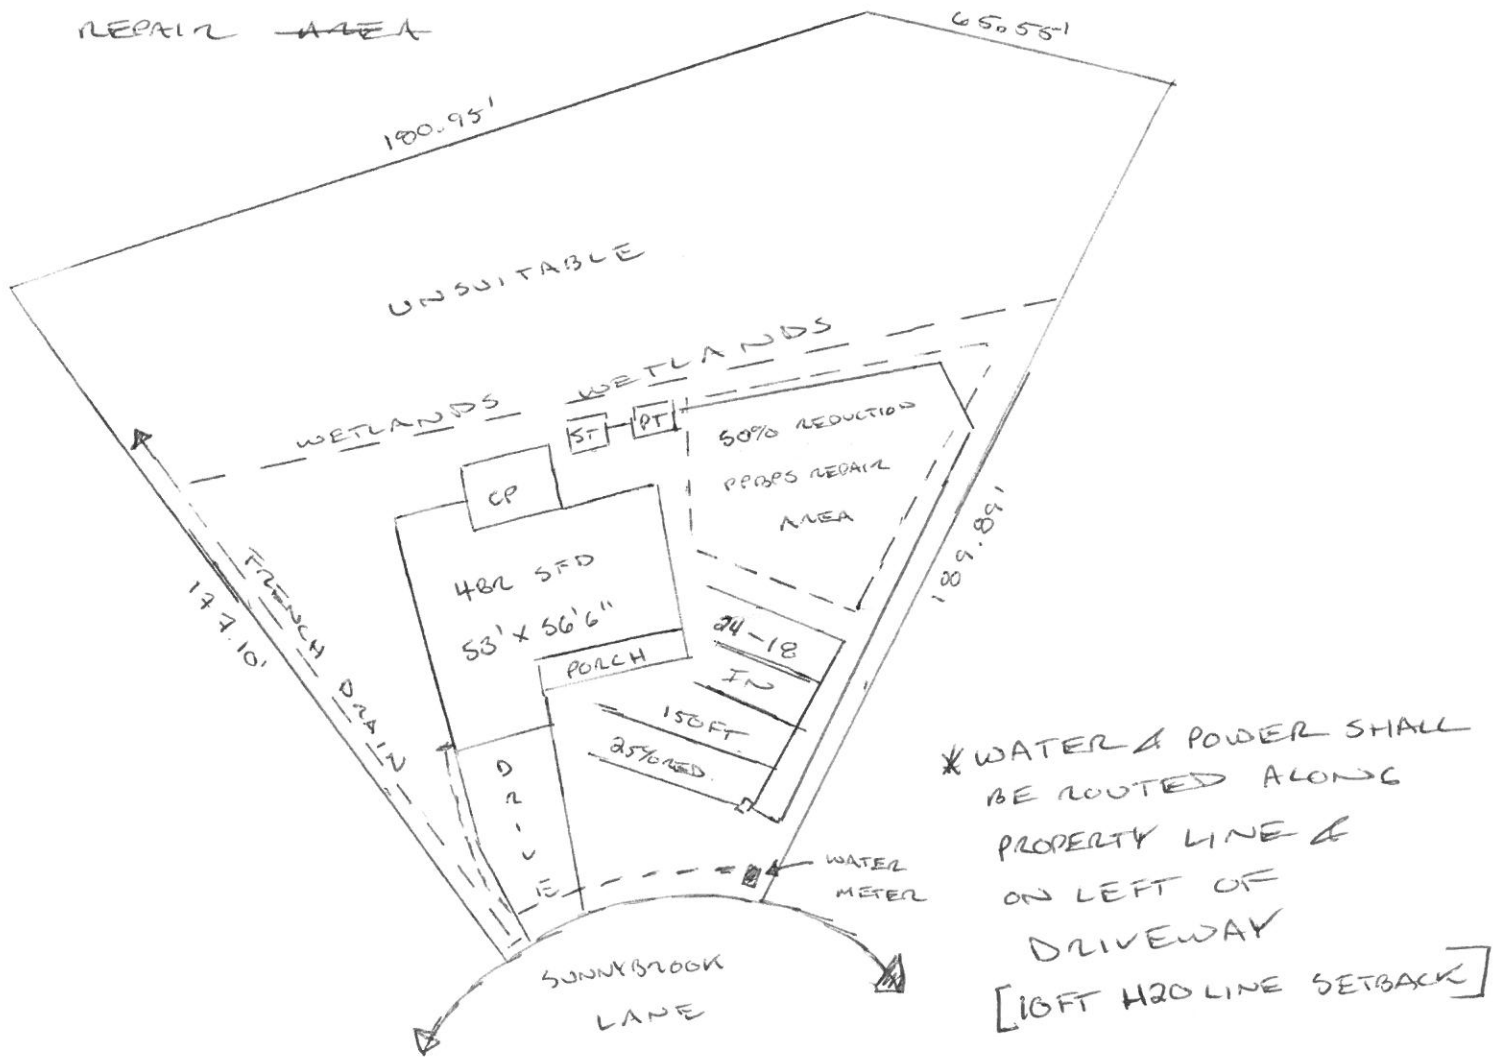 REPAIR AREA
65.55'
180.95'
UNSUITABLE
WETLANDS WETLANDS
ST PT
50% REDUCTION
PPBPS REPAIR
AREA
CP
FRENCH DRAIN
177.10'
189.89'
4BR SFD
53' X 56'6"
PORCH
24-18
IN
150FT
25% RED.
DRIVE
WATER
METER
SUNNYBROOK
LANE
* WATER & POWER SHALL
BE ROUTED ALONG
PROPERTY LINE &
ON LEFT OF
DRIVEWAY
[10FT H2O LINE SETBACK]